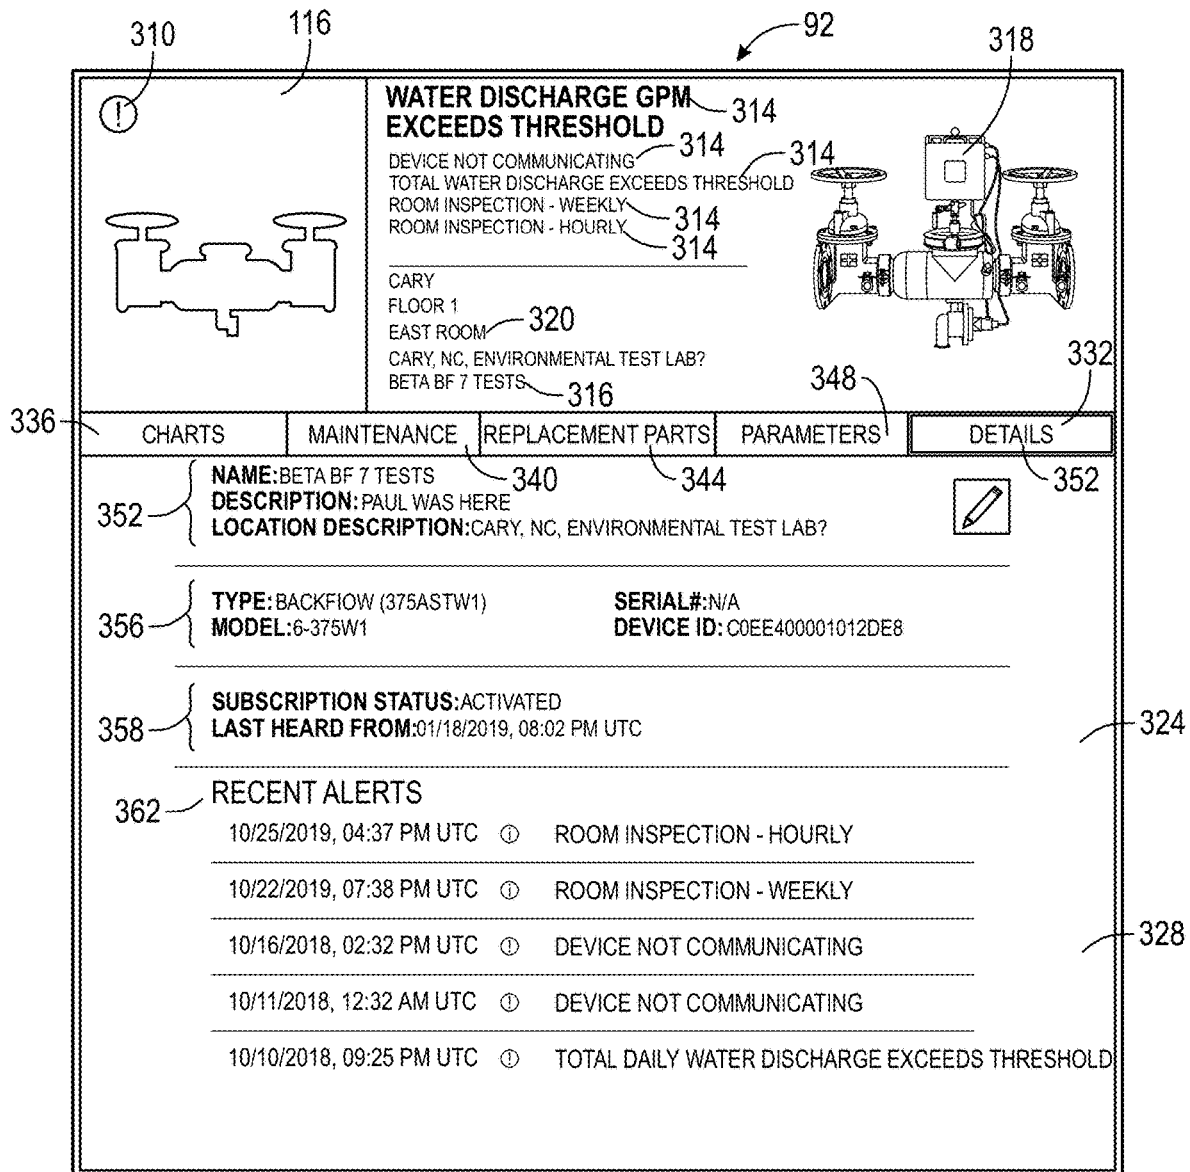 310
116
92
318
!
WATER DISCHARGE GPM
EXCEEDS THRESHOLD
314
DEVICE NOT COMMUNICATING
314
TOTAL WATER DISCHARGE EXCEEDS THRESHOLD
314
ROOM INSPECTION - WEEKLY
314
ROOM INSPECTION - HOURLY
314
CARY
FLOOR 1
EAST ROOM
320
CARY, NC, ENVIRONMENTAL TEST LAB?
BETA BF 7 TESTS
316
348
332
336
CHARTS MAINTENANCE REPLACEMENT PARTS PARAMETERS DETAILS
340
344
352
352
NAME:BETA BF 7 TESTS
DESCRIPTION: PAUL WAS HERE
LOCATION DESCRIPTION:CARY, NC, ENVIRONMENTAL TEST LAB?
356
TYPE: BACKFIOW (375ASTW1) SERIAL#:N/A
MODEL:6-375W1 DEVICE ID: C0EE400001012DE8
358
SUBSCRIPTION STATUS:ACTIVATED
LAST HEARD FROM:01/18/2019, 08:02 PM UTC
324
362
RECENT ALERTS
10/25/2019, 04:37 PM UTC ! ROOM INSPECTION - HOURLY
10/22/2019, 07:38 PM UTC ! ROOM INSPECTION - WEEKLY
10/16/2018, 02:32 PM UTC ! DEVICE NOT COMMUNICATING
328
10/11/2018, 12:32 AM UTC ! DEVICE NOT COMMUNICATING
10/10/2018, 09:25 PM UTC ! TOTAL DAILY WATER DISCHARGE EXCEEDS THRESHOLD